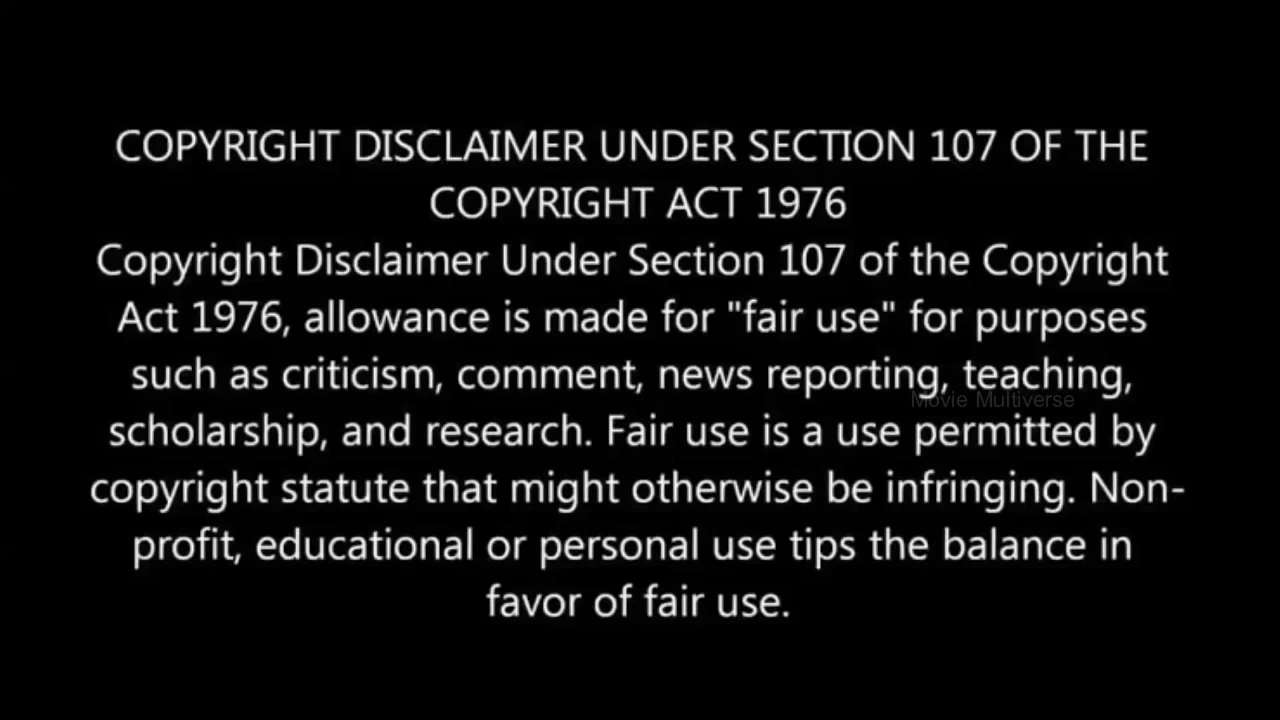 COPYRIGHT DISCLAIMER UNDER SECTION 107 OF THE
COPYRIGHT ACT 1976
Copyright Disclaimer Under Section 107 of the Copyright
Act 1976, allowance is made for "fair use" for purposes
such as criticism, comment, news reporting, teaching,
Movie Multiverse
scholarship, and research. Fair use is a use permitted by
copyright statute that might otherwise be infringing. Non-
profit, educational or personal use tips the balance in
favor of fair use.